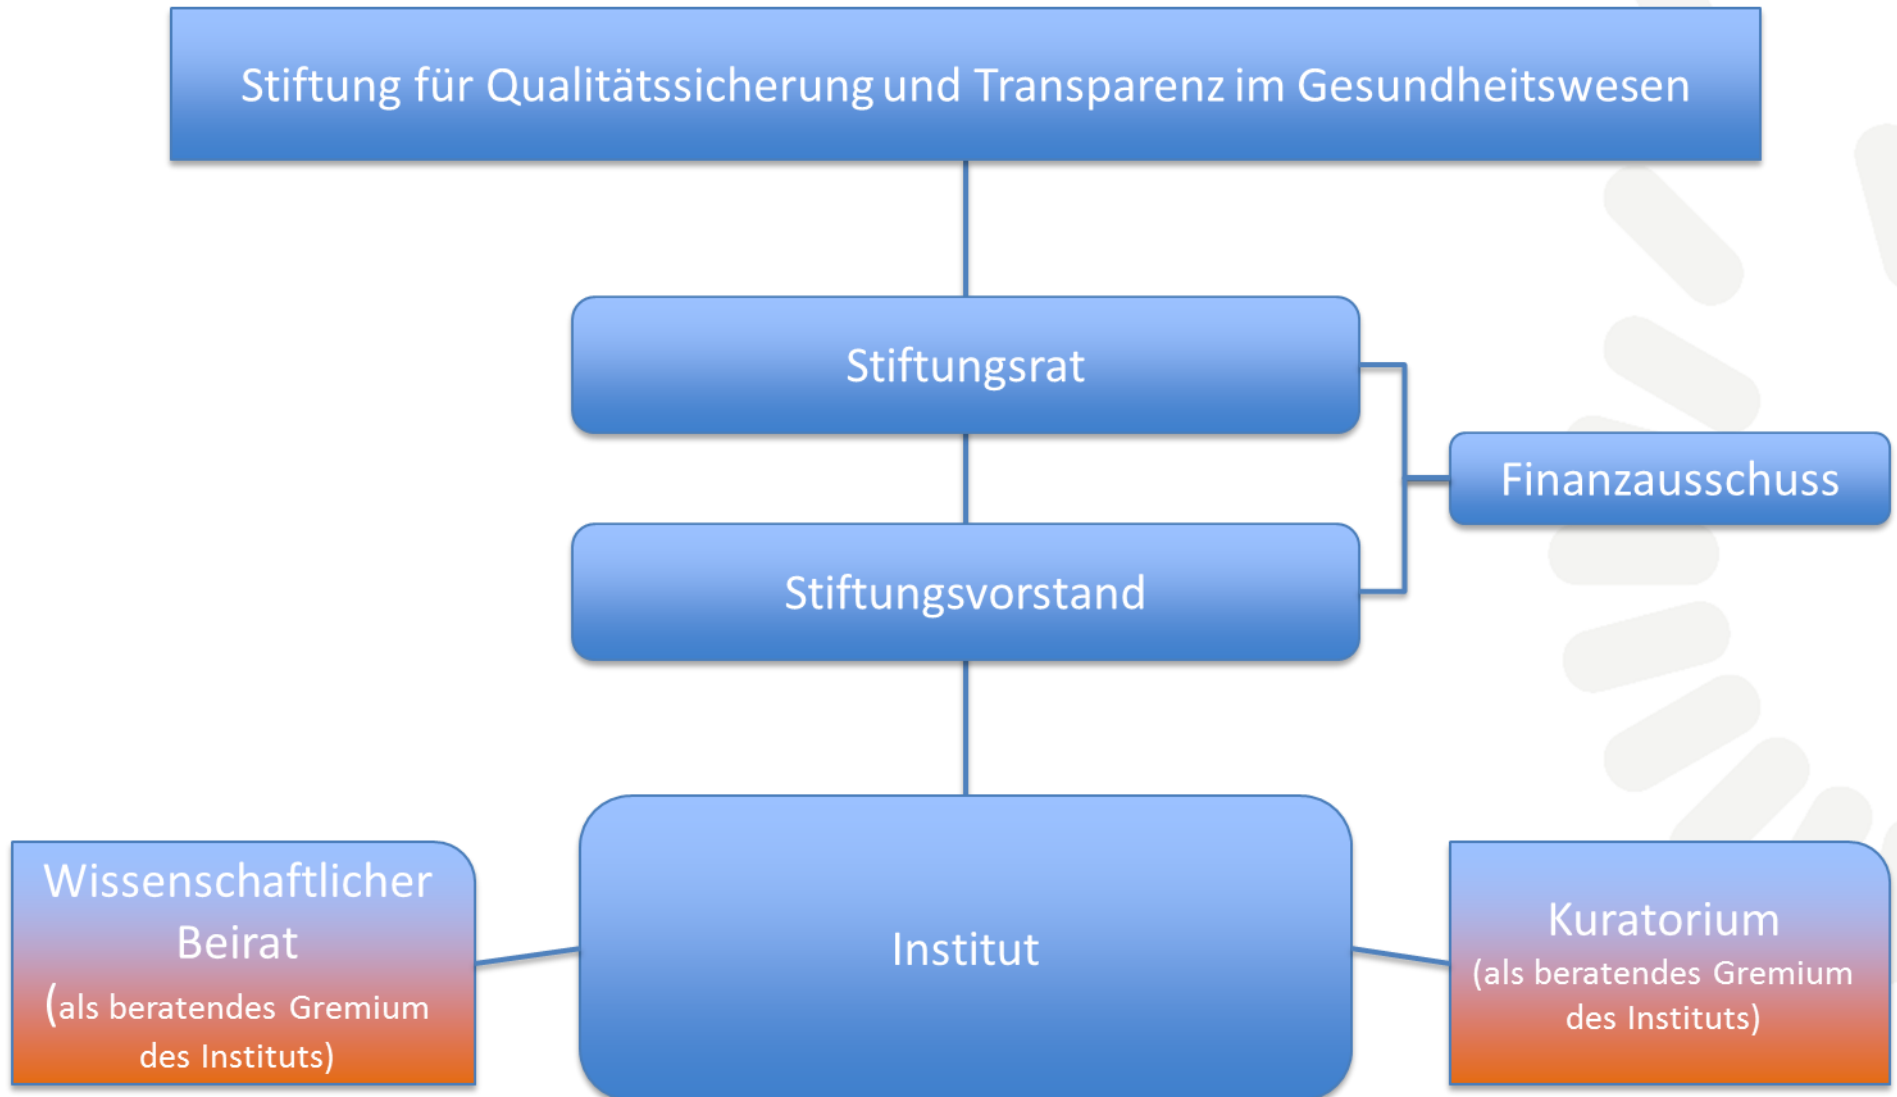 Stiftung für Qualitätssicherung und Transparenz im Gesundheitswesen
Stiftungsrat
Finanzausschuss
Stiftungsvorstand
Wissenschaftlicher
Beirat
(als beratendes Gremium
des Instituts)
Institut
Kuratorium
(als beratendes Gremium
des Instituts)